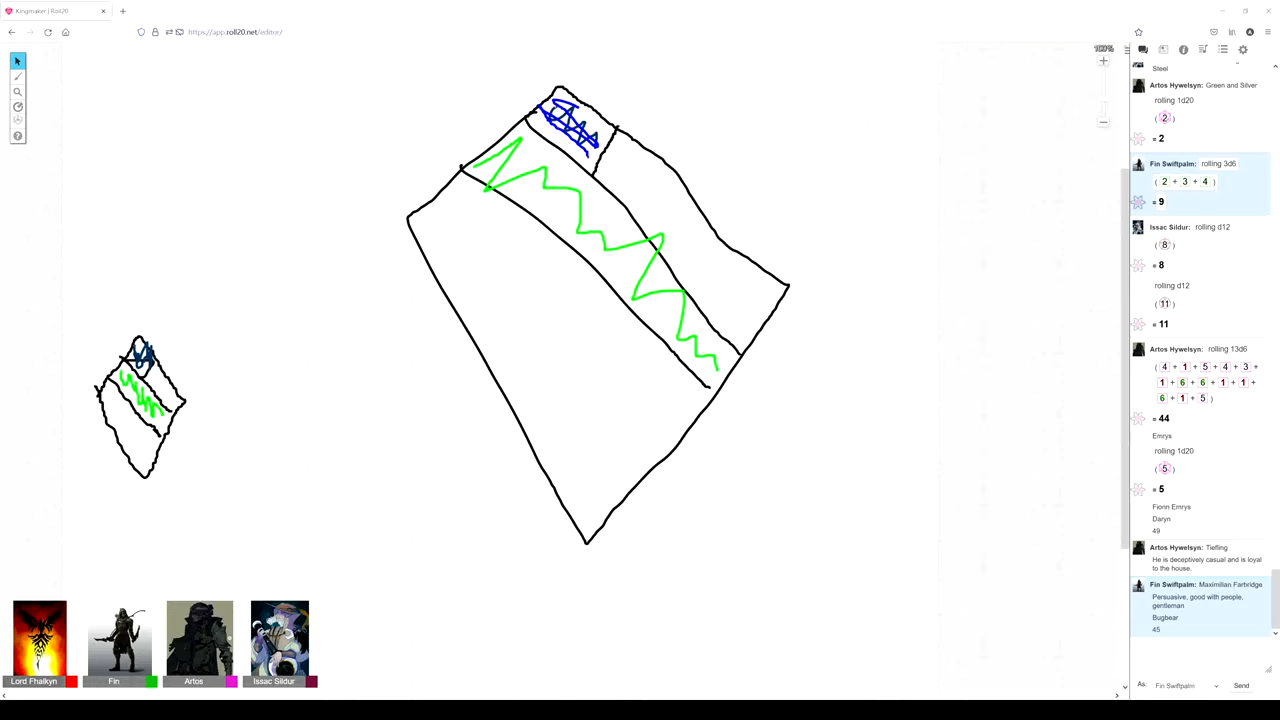 Kingmaker | Roll20
https://app.roll20.net/editor/
100%
Steel
Artos Hywelsyn: Green and Silver
rolling 1d20
( 2 )
= 2
Fin Swiftpalm: rolling 3d6
( 2 + 3 + 4 )
= 9
Issac Sildur: rolling d12
( 8 )
= 8
rolling d12
( 11 )
= 11
Artos Hywelsyn: rolling 13d6
( 4 + 1 + 5 + 4 + 3 +
1 + 6 + 6 + 1 + 1 +
6 + 1 + 5 )
= 44
Emrys
rolling 1d20
( 5 )
= 5
Fionn Emrys
Daryn
49
Artos Hywelsyn: Tiefling
He is deceptively casual and is loyal
to the house.
Fin Swiftpalm: Maximilian Farbridge
Persuasive, good with people,
gentleman
Bugbear
45
Lord Fhalkyn
Fin
Artos
Issac Sildur
As: Fin Swiftpalm Send